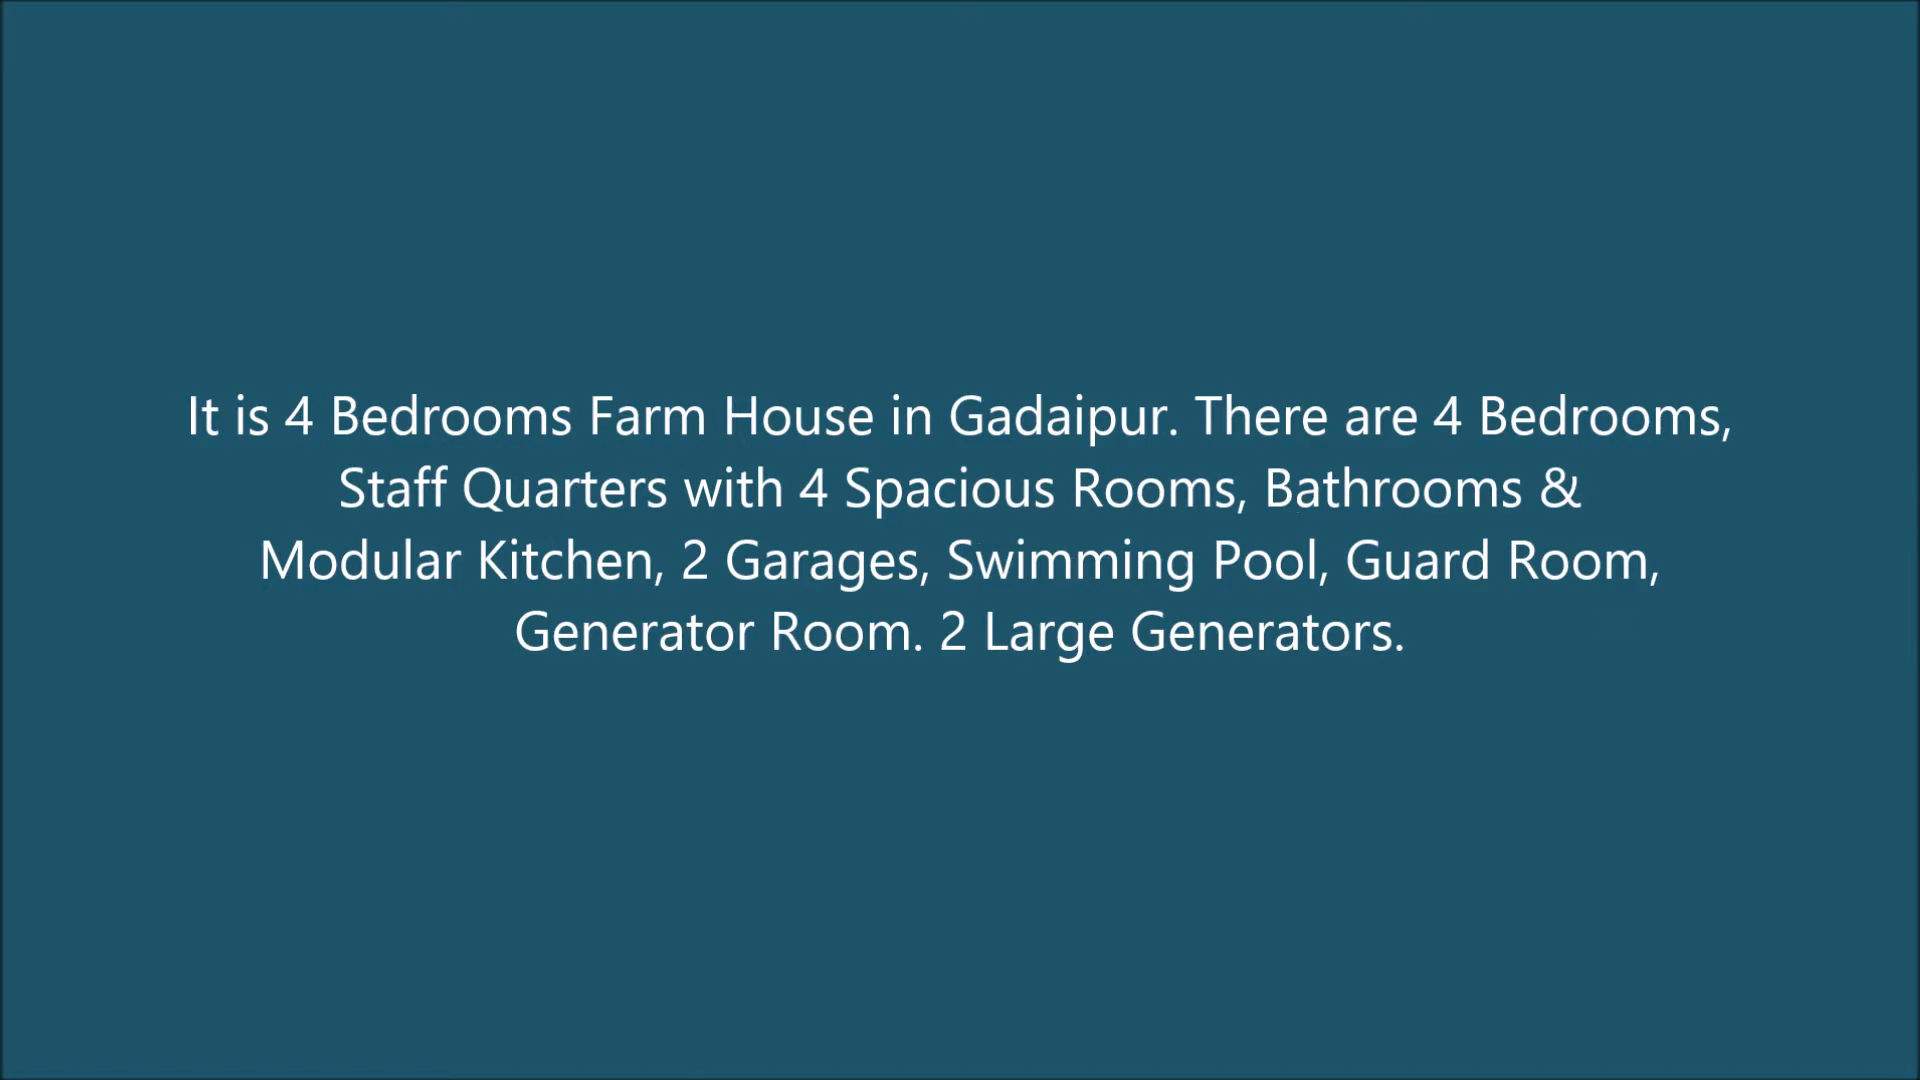 It is 4 Bedrooms Farm House in Gadaipur. There are 4 Bedrooms,
Staff Quarters with 4 Spacious Rooms, Bathrooms &
Modular Kitchen, 2 Garages, Swimming Pool, Guard Room,
Generator Room. 2 Large Generators.